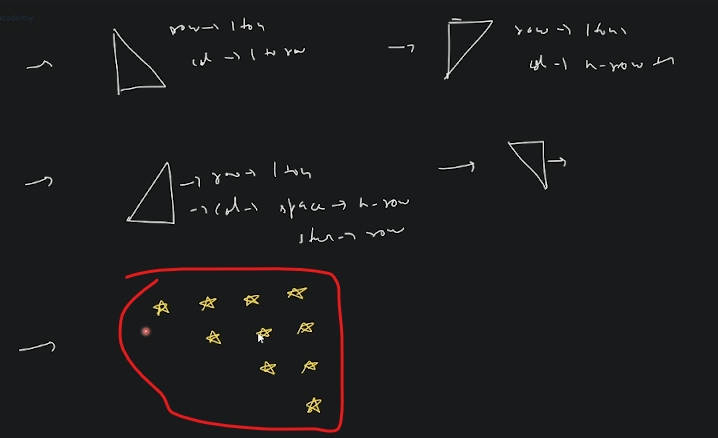 academy
row → 1 to n
col → 1 to row
row → 1 to n
col → n-row +1
→ row → 1 to n
→ col → space → n-row
star → row